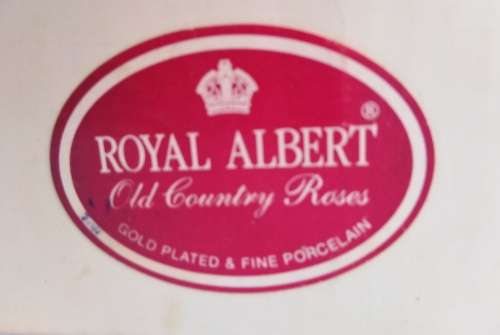 ROYAL ALBERT®
Old Country Roses
GOLD PLATED & FINE PORCELAIN